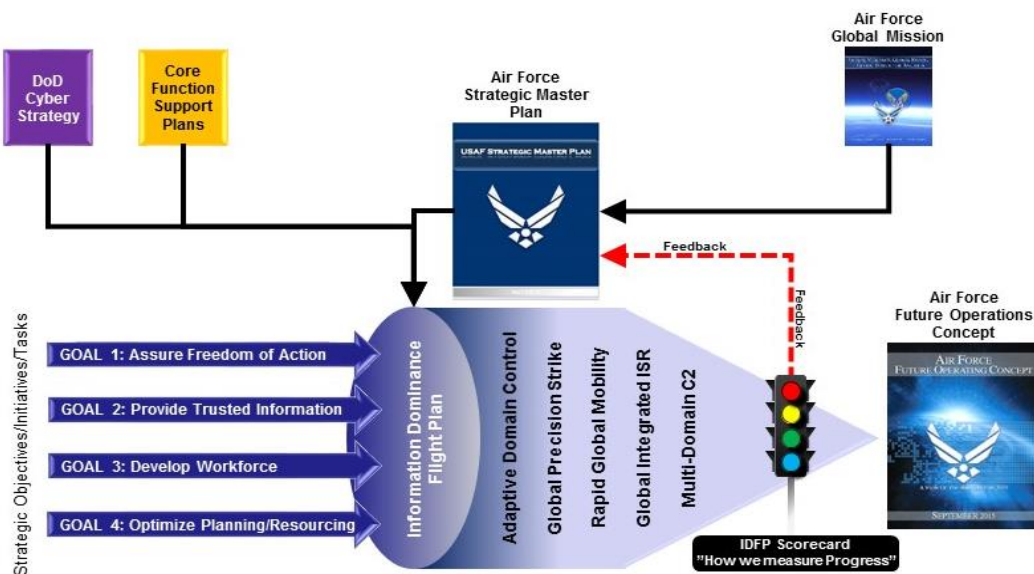 Air Force
Global Mission
DoD
Cyber
Strategy
Core
Function
Support
Plans
Air Force
Strategic Master
Plan
USAF STRATEGIC MASTER PLAN
Feedback
Feedback
Air Force
Future Operations
Concept
AIR FORCE
FUTURE OPERATING CONCEPT
SEPTEMBER 2015
Strategic Objectives/Initiatives/Tasks
GOAL 1: Assure Freedom of Action
GOAL 2: Provide Trusted Information
GOAL 3: Develop Workforce
GOAL 4: Optimize Planning/Resourcing
Information Dominance
Flight Plan
Adaptive Domain Control
Global Precision Strike
Rapid Global Mobility
Global Integrated ISR
Multi-Domain C2
IDFP Scorecard
"How we measure Progress"